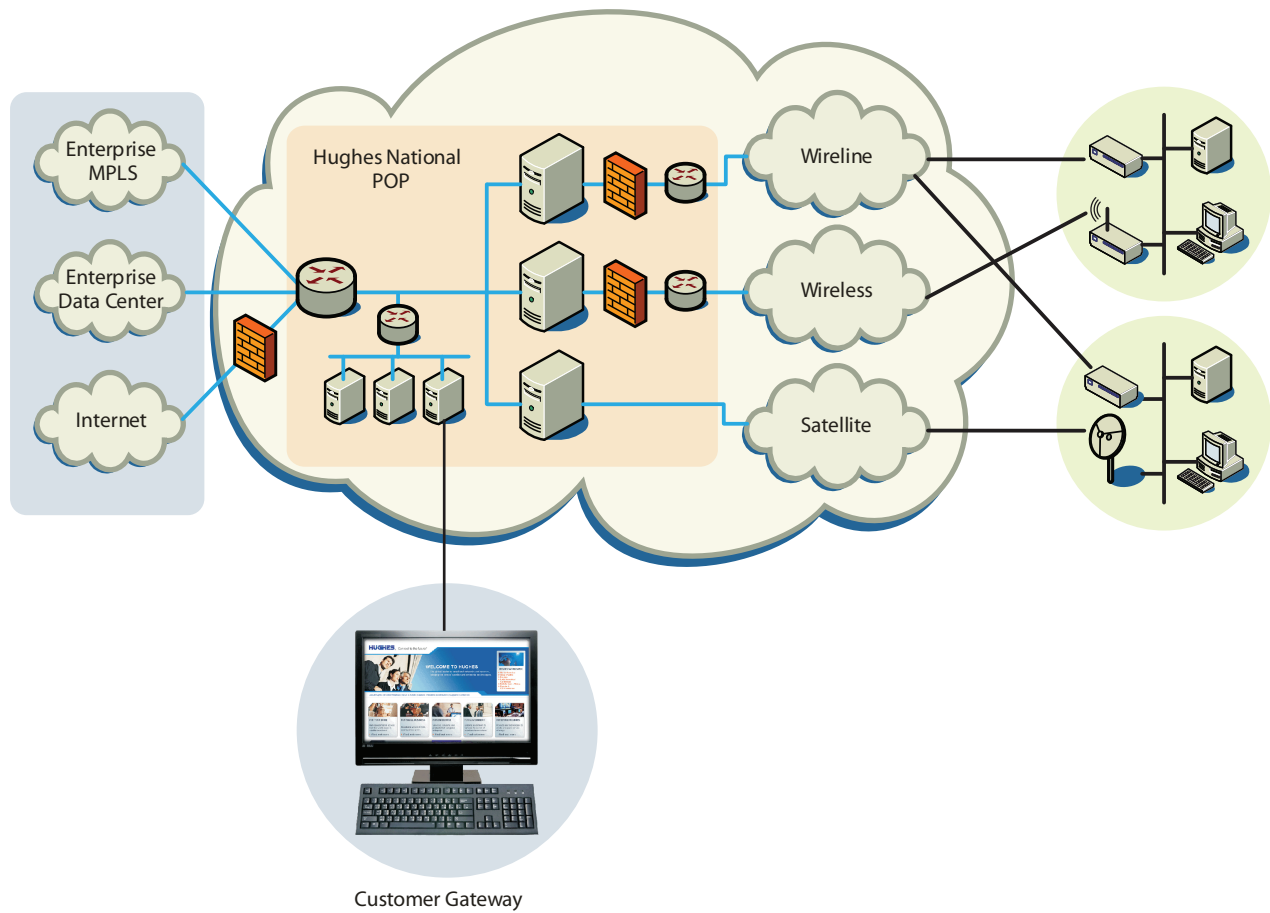 Enterprise
MPLS
Enterprise
Data Center
Internet
Hughes National
POP
Wireline
Wireless
Satellite
HUGHES.
WELCOME TO HUGHES
Customer Gateway